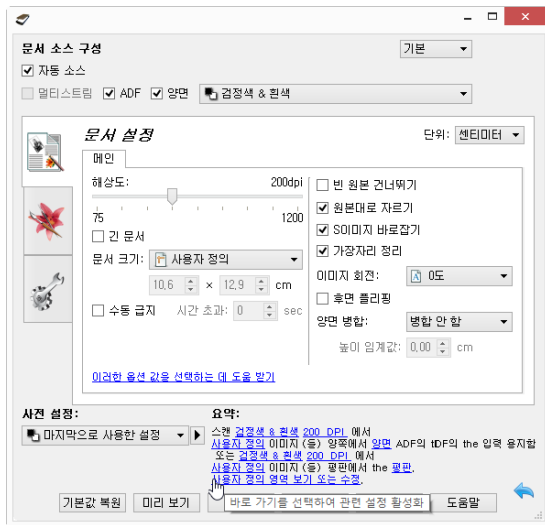 문서 소스 구성
기본
자동 소스
멀티스트림 ADF 양면 검정색 & 흰색
문서 설정
단위: 센티미터
메인
해상도: 200dpi
75 1200
긴 문서
문서 크기: 사용자 정의
10,6 × 12,9 cm
수동 급지 시간 초과: 0 sec
빈 원본 건너뛰기
원본대로 자르기
SO이미지 바로잡기
가장자리 정리
이미지 회전: 0도
후면 플리핑
양면 병합: 병합 안 함
높이 임계값: 0,00 cm
이러한 옵션 값을 선택하는 데 도움 받기
사전 설정:
마지막으로 사용한 설정
요약:
스캔 검정색 & 흰색 200 DPI 에서
사용자 정의 이미지 (들) 양쪽에서 양면 ADF의 the 입력 용지함
또는 검정색 & 흰색 200 DPI 에서
사용자 정의 이미지 (들) 평판에서 the 평판.
사용자 정의 영역 보기 또는 수정.
기본값 복원 미리 보기
바로 가기를 선택하여 관련 설정 활성화
도움말